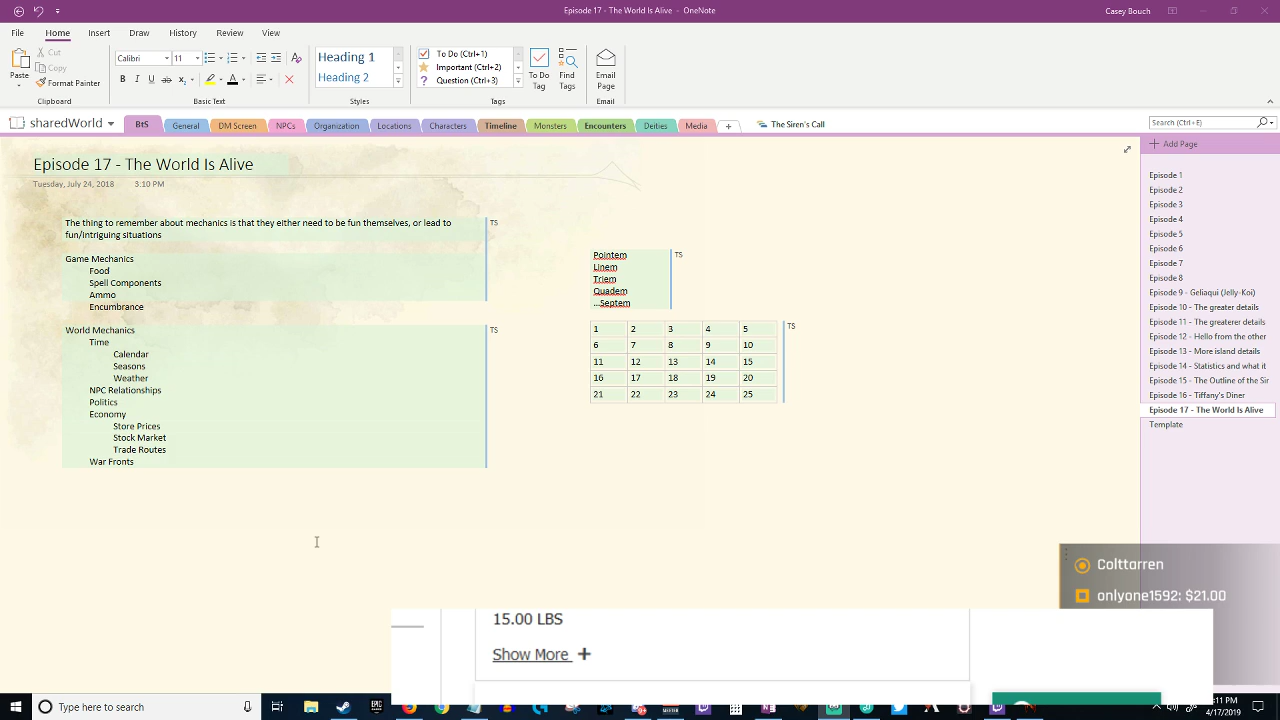 Episode 17 - The World Is Alive - OneNote
Casey Bouch
File Home Insert Draw History Review View
Paste
Cut
Copy
Format Painter
Clipboard
Calibri 11
B I U ab x₂ A
Basic Text
Heading 1
Heading 2
Styles
To Do (Ctrl+1)
Important (Ctrl+2)
Question (Ctrl+3)
To Do Tag
Find Tags
Tags
Email Page
Email
sharedWorld
BtS General DM Screen NPCs Organization Locations Characters Timeline Monsters Encounters Deities Media + The Siren's Call
Search (Ctrl+E)
Episode 17 - The World Is Alive
Tuesday, July 24, 2018 3:10 PM
The thing to remember about mechanics is that they either need to be fun themselves, or lead to
fun/intriguing situations
TS
Game Mechanics
Food
Spell Components
Ammo
Encumbrance
World Mechanics
TS
Time
Calendar
Seasons
Weather
NPC Relationships
Politics
Economy
Store Prices
Stock Market
Trade Routes
War Fronts
Pointem
TS
Linem
Triem
Quadem
...Septem
1 2 3 4 5
TS
6 7 8 9 10
11 12 13 14 15
16 17 18 19 20
21 22 23 24 25
Add Page
Episode 1
Episode 2
Episode 3
Episode 4
Episode 5
Episode 6
Episode 7
Episode 8
Episode 9 - Geliaqui (Jelly-Koi)
Episode 10 - The greater details
Episode 11 - The greaterer details
Episode 12 - Hello from the other
Episode 13 - More island details
Episode 14 - Statistics and what it
Episode 15 - The Outline of the Sir
Episode 16 - Tiffany's Diner
Episode 17 - The World Is Alive
Template
Colttarren
onlyone1592: $21.00
15.00 LBS
Show More +
Type here to search
:11 PM
4/17/2019